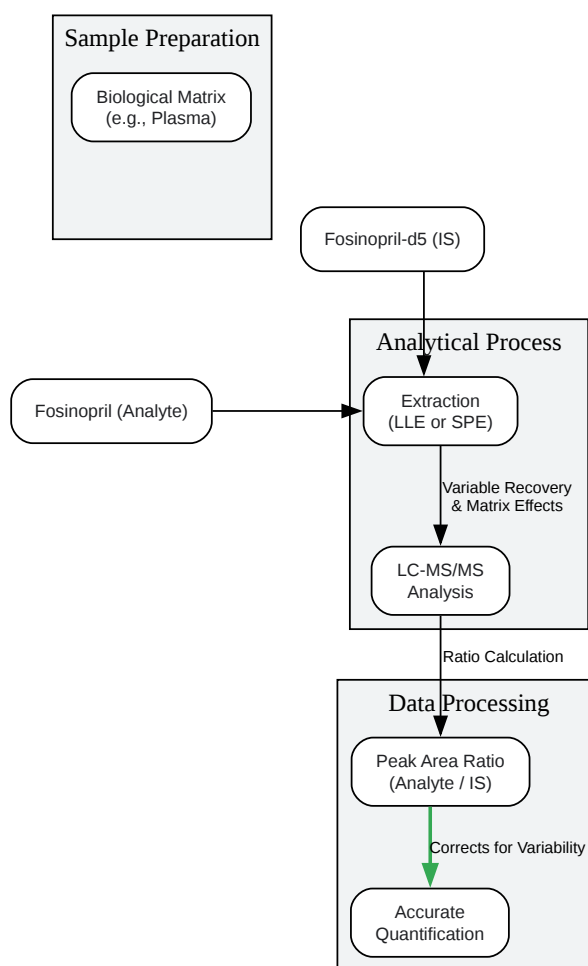 Sample Preparation
Biological Matrix
(e.g., Plasma)
Fosinopril-d5 (IS)
Analytical Process
Fosinopril (Analyte)
Extraction
(LLE or SPE)
Variable Recovery
& Matrix Effects
LC-MS/MS
Analysis
Ratio Calculation
Data Processing
Peak Area Ratio
(Analyte / IS)
Corrects for Variability
Accurate
Quantification